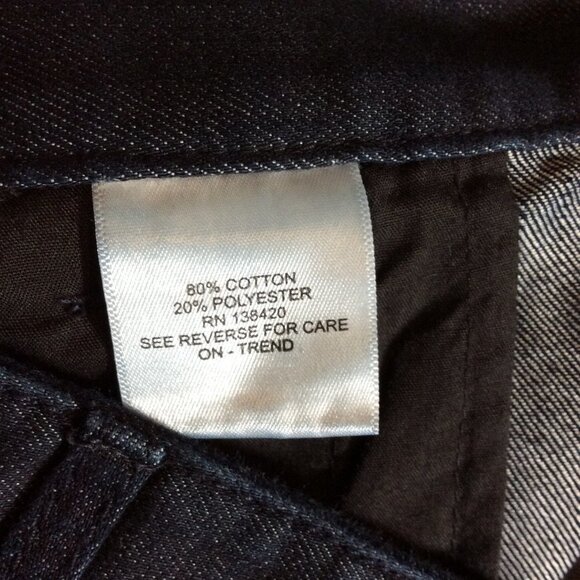 80% COTTON
20% POLYESTER
RN 138420
SEE REVERSE FOR CARE
ON - TREND